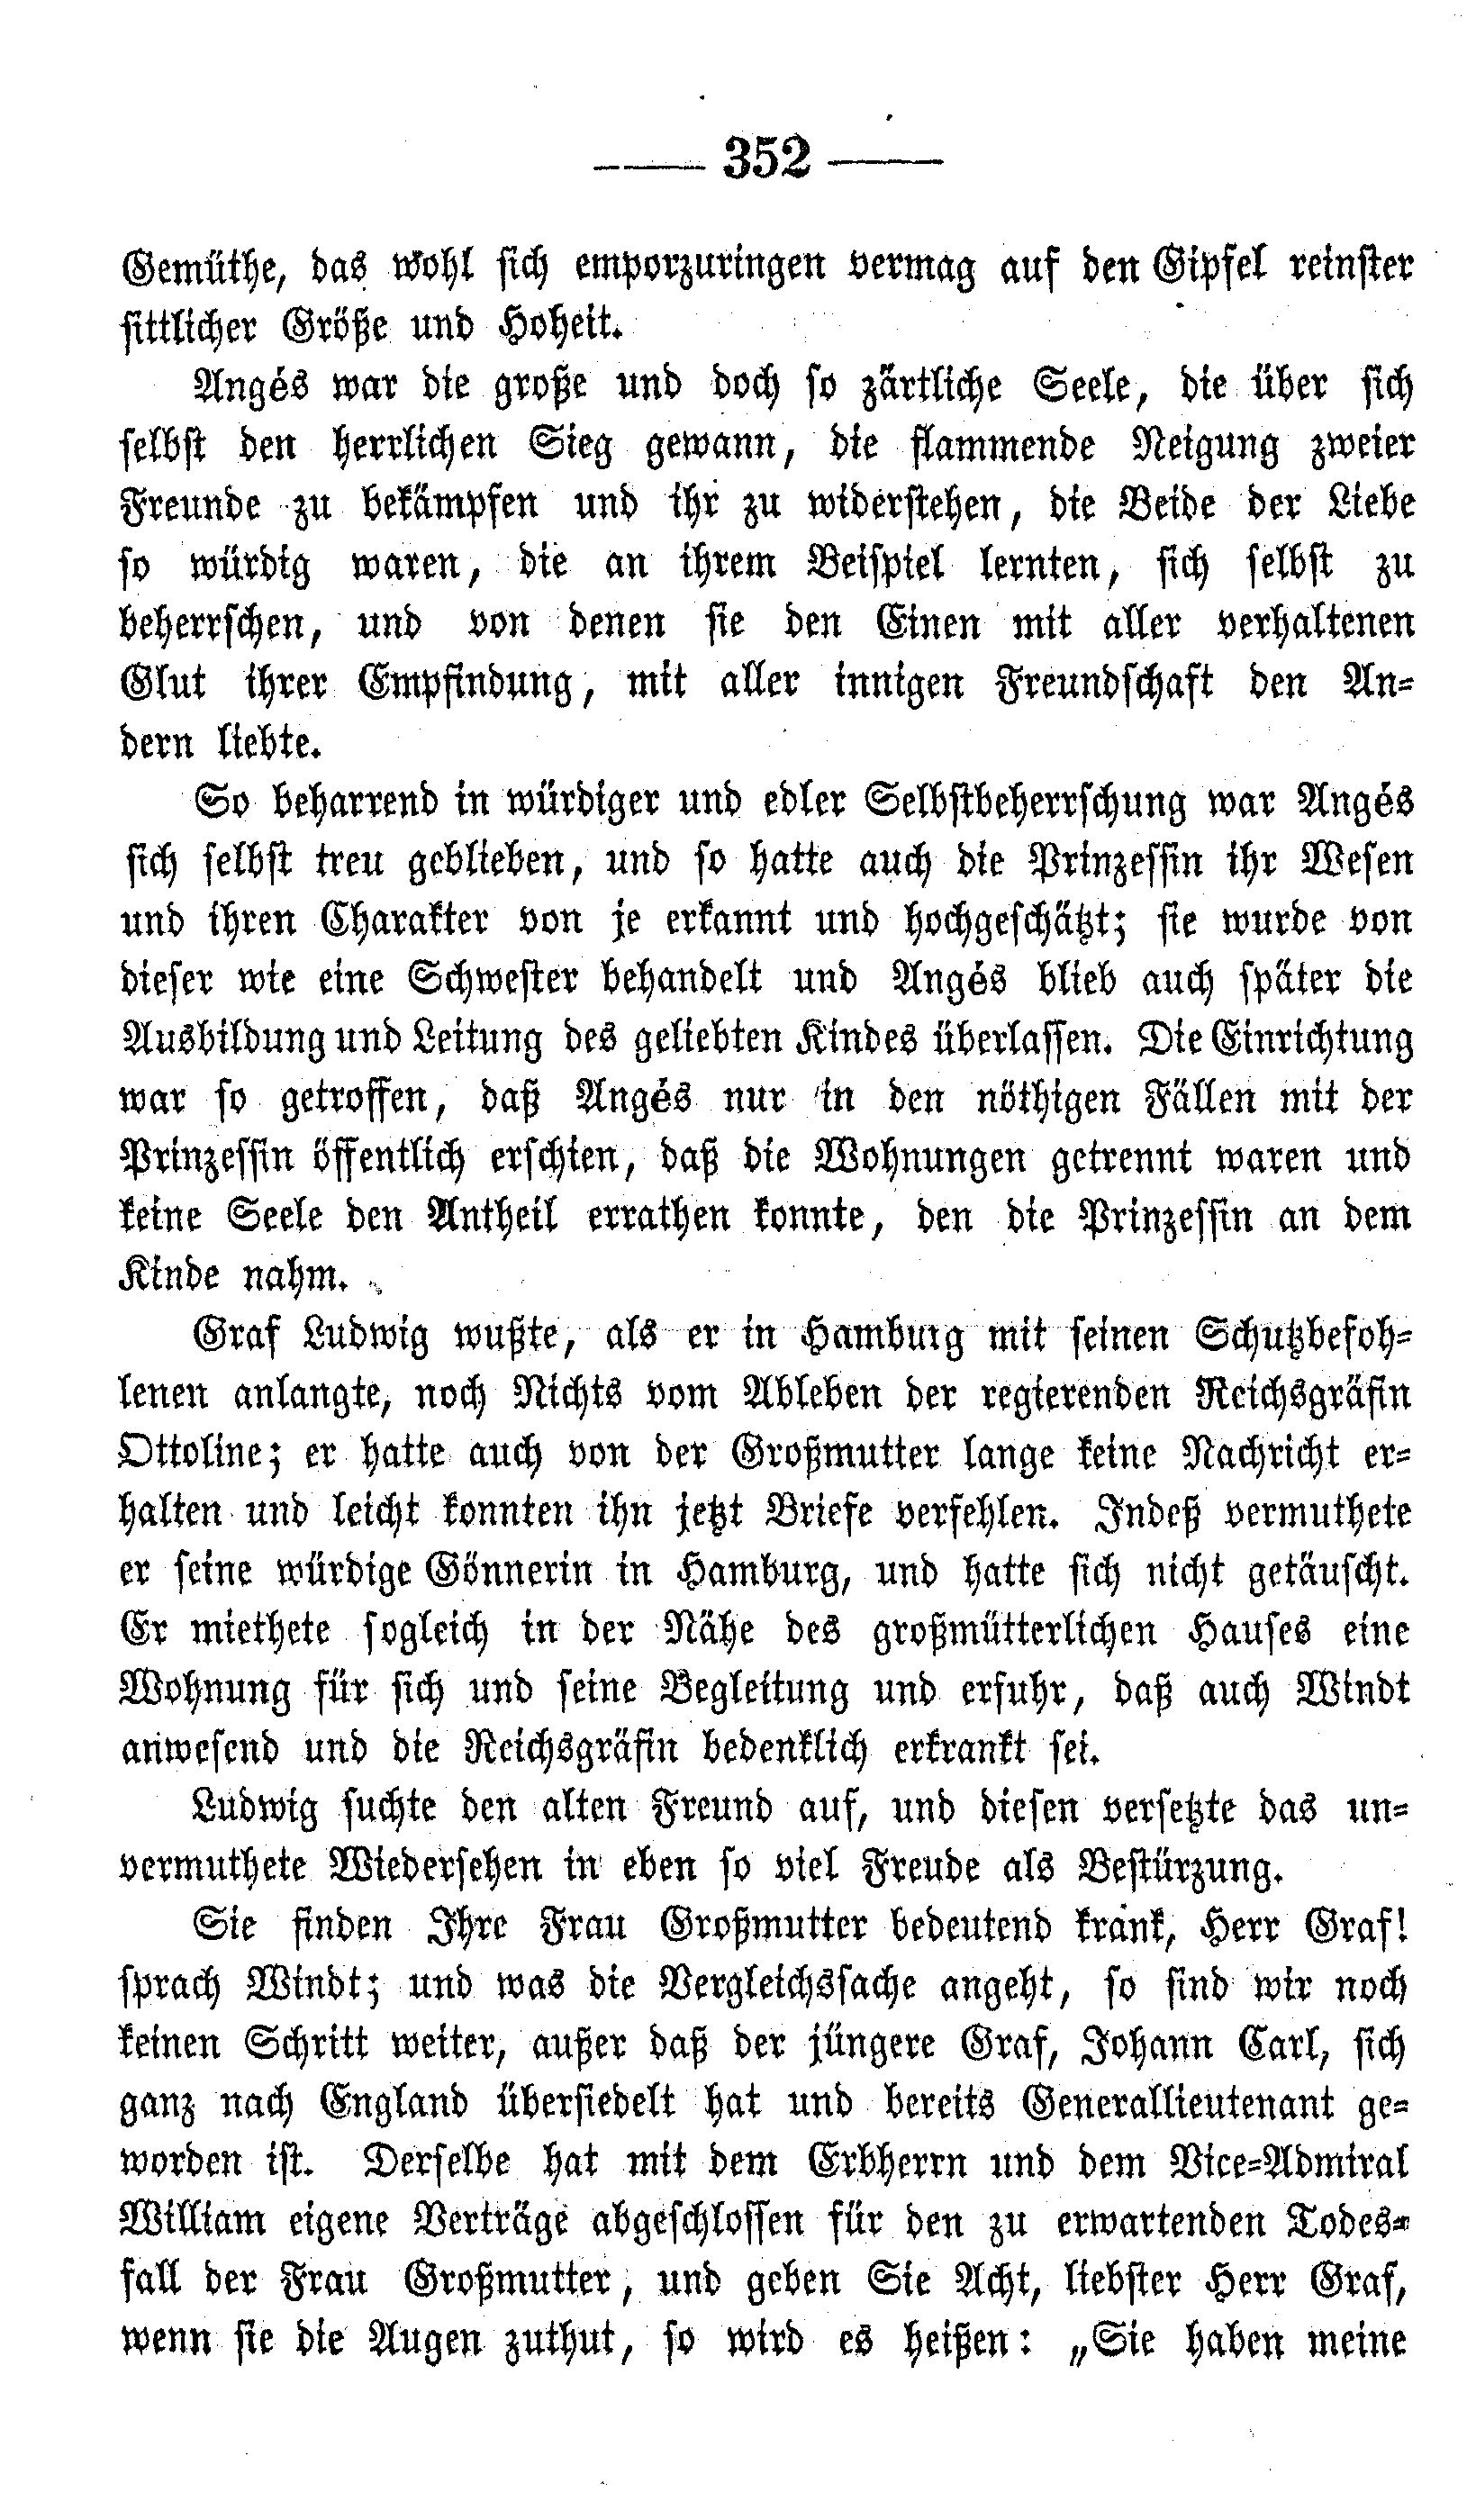 — 352 —
Gemüthe, das wohl sich emporzuringen vermag auf den Gipfel reinster
sittlicher Größe und Hoheit.
Angés war die große und doch so zärtliche Seele, die über sich
selbst den herrlichen Sieg gewann, die flammende Neigung zweier
Freunde zu bekämpfen und ihr zu widerstehen, die Beide der Liebe
so würdig waren, die an ihrem Beispiel lernten, sich selbst zu
beherrschen, und von denen sie den Einen mit aller verhaltenen
Glut ihrer Empfindung, mit aller innigen Freundschaft den An-
dern liebte.
So beharrend in würdiger und edler Selbstbeherrschung war Angés
sich selbst treu geblieben, und so hatte auch die Prinzessin ihr Wesen
und ihren Charakter von je erkannt und hochgeschätzt; sie wurde von
dieser wie eine Schwester behandelt und Angés blieb auch später die
Ausbildung und Leitung des geliebten Kindes überlassen. Die Einrichtung
war so getroffen, daß Angés nur in den nöthigen Fällen mit der
Prinzessin öffentlich erschien, daß die Wohnungen getrennt waren und
keine Seele den Antheil errathen konnte, den die Prinzessin an dem
Kinde nahm.
Graf Ludwig wußte, als er in Hamburg mit seinen Schutzbefoh-
lenen anlangte, noch Nichts vom Ableben der regierenden Reichsgräfin
Ottoline; er hatte auch von der Großmutter lange keine Nachricht er-
halten und leicht konnten ihn jetzt Briefe verfehlen. Indeß vermuthete
er seine würdige Gönnerin in Hamburg, und hatte sich nicht getäuscht.
Er miethete sogleich in der Nähe des großmütterlichen Hauses eine
Wohnung für sich und seine Begleitung und erfuhr, daß auch Windt
anwesend und die Reichsgräfin bedenklich erkrankt sei.
Ludwig suchte den alten Freund auf, und diesen versetzte das un-
vermuthete Wiedersehen in eben so viel Freude als Bestürzung.
Sie finden Ihre Frau Großmutter bedeutend krank, Herr Graf!
sprach Windt; und was die Vergleichssache angeht, so sind wir noch
keinen Schritt weiter, außer daß der jüngere Graf, Johann Carl, sich
ganz nach England übersiedelt hat und bereits Generallieutenant ge-
worden ist. Derselbe hat mit dem Erbherrn und dem Vice-Admiral
William eigene Verträge abgeschlossen für den zu erwartenden Todes-
fall der Frau Großmutter, und geben Sie Acht, liebster Herr Graf,
wenn sie die Augen zuthut, so wird es heißen: „Sie haben meine